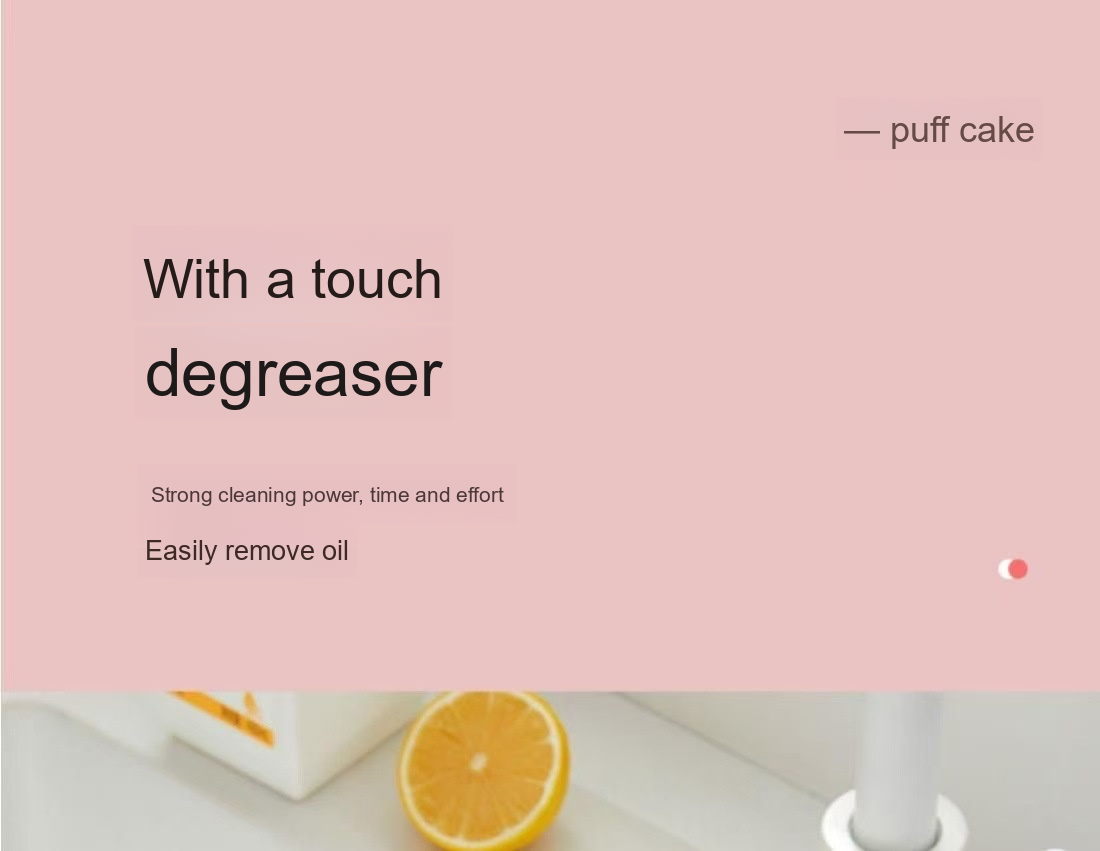 — puff cake
With a touch
degreaser
Strong cleaning power, time and effort
Easily remove oil